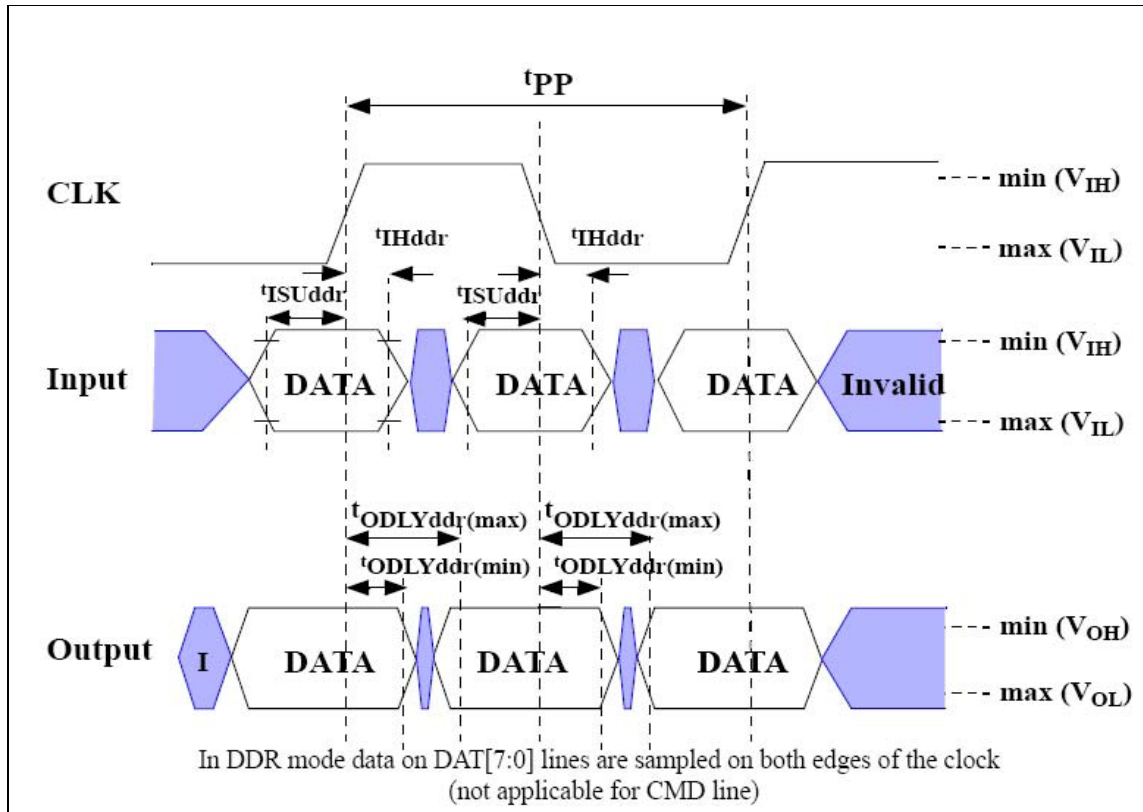 tPP
CLK
min (VIH)
max (VIL)
tIHddr
tIHddr
tISUddr
tISUddr
Input
DATA
DATA
DATA
Invalid
min (VIH)
max (VIL)
tODLYddr(max)
tODLYddr(max)
tODLYddr(min)
tODLYddr(min)
Output
I
DATA
DATA
DATA
min (VOH)
max (VOL)
In DDR mode data on DAT[7:0] lines are sampled on both edges of the clock
(not applicable for CMD line)